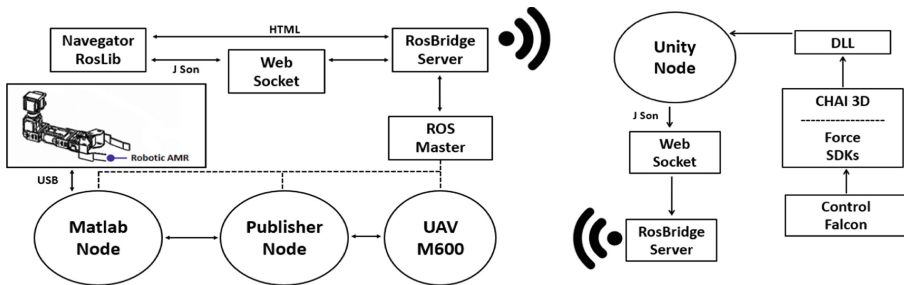 HTML
Navegator
RosLib
J Son
Web
Socket
RosBridge
Server
Robotic AMR
ROS
Master
USB
Matlab
Node
Publisher
Node
UAV
M600
Unity
Node
DLL
J Son
Web
Socket
CHAI 3D
Force
SDKs
RosBridge
Server
Control
Falcon